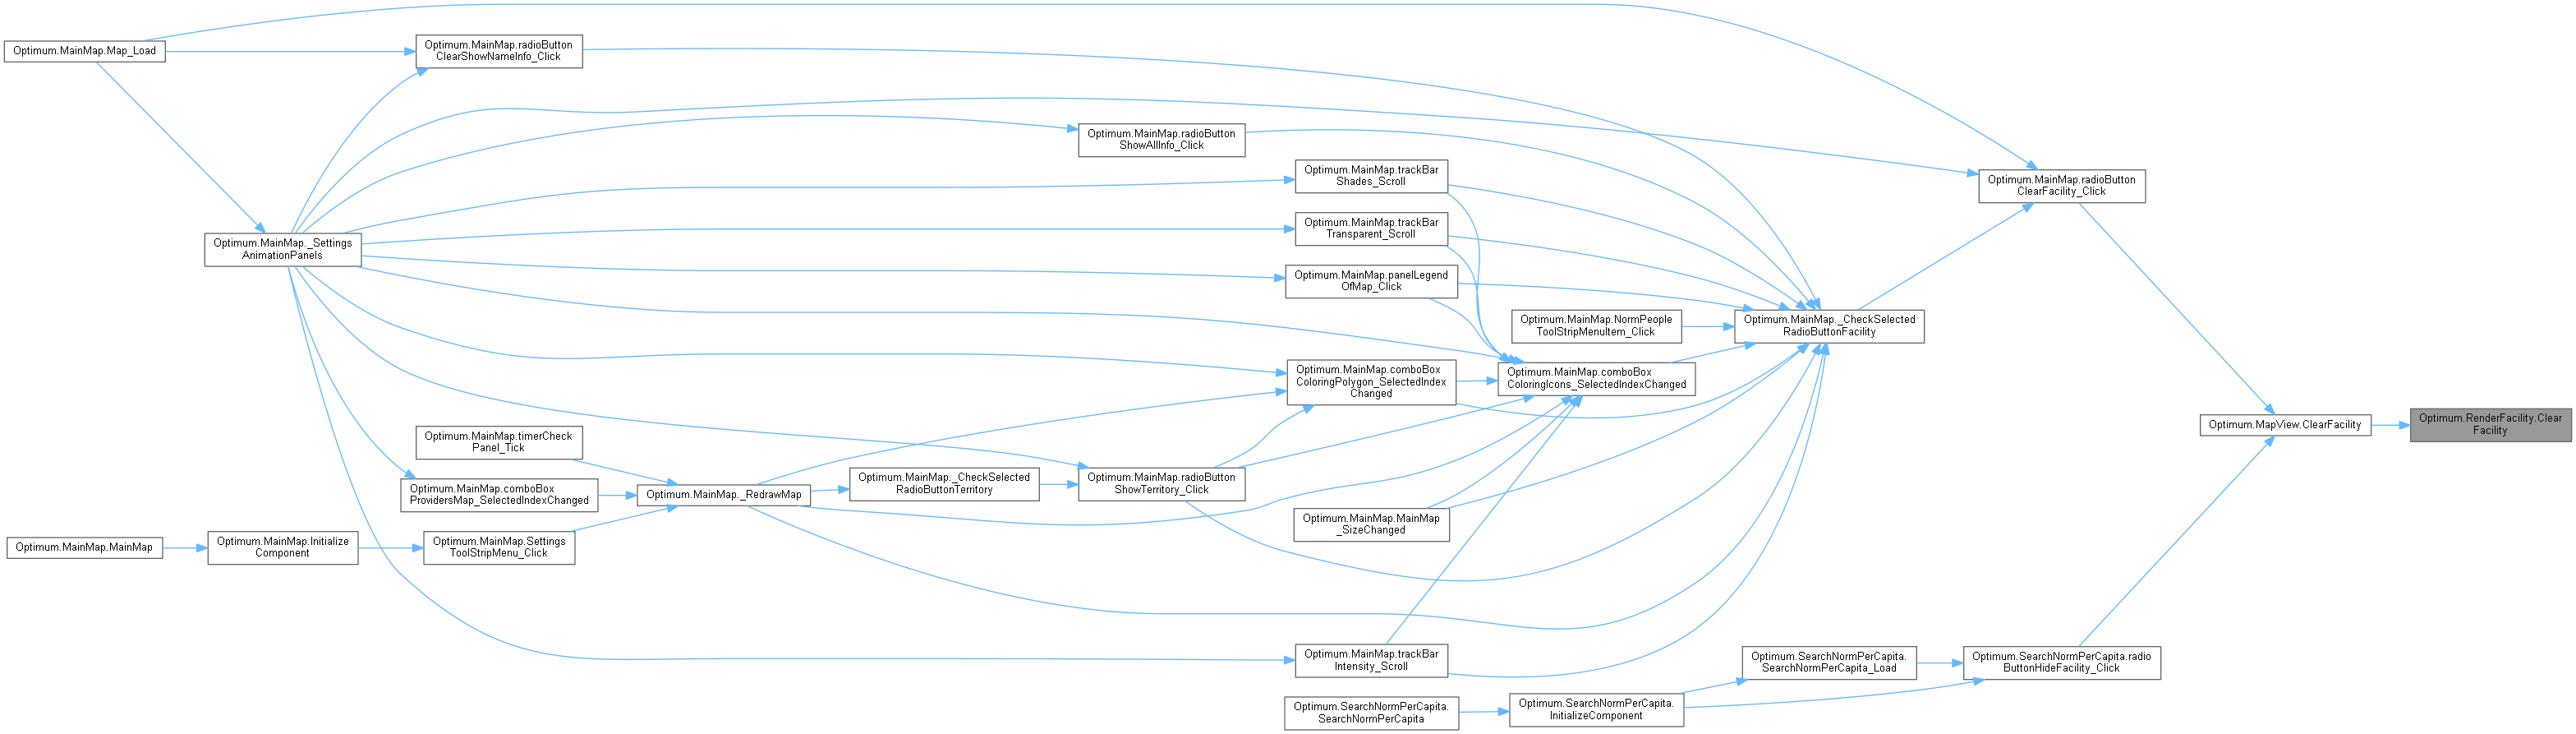 Optimum.MainMap.Map_Load
Optimum.MainMap.radioButton
ClearShowNameInfo_Click
Optimum.MainMap.radioButton
ShowAllInfo_Click
Optimum.MainMap.trackBar
Shades_Scroll
Optimum.MainMap.radioButton
ClearFacility_Click
Optimum.MainMap.trackBar
Transparent_Scroll
Optimum.MainMap._Settings
AnimationPanels
Optimum.MainMap.panelLegend
OfMap_Click
Optimum.MainMap.NormPeople
ToolStripMenuItem_Click
Optimum.MainMap._CheckSelected
RadioButtonFacility
Optimum.MainMap.comboBox
ColoringPolygon_SelectedIndex
Changed
Optimum.MainMap.comboBox
ColoringIcons_SelectedIndexChanged
Optimum.MapView.ClearFacility
Optimum.RenderFacility.Clear
Facility
Optimum.MainMap.timerCheck
Panel_Tick
Optimum.MainMap.comboBox
ProvidersMap_SelectedIndexChanged
Optimum.MainMap._RedrawMap
Optimum.MainMap._CheckSelected
RadioButtonTerritory
Optimum.MainMap.radioButton
ShowTerritory_Click
Optimum.MainMap.MainMap
_SizeChanged
Optimum.MainMap.MainMap
Optimum.MainMap.Initialize
Component
Optimum.MainMap.Settings
ToolStripMenu_Click
Optimum.MainMap.trackBar
Intensity_Scroll
Optimum.SearchNormPerCapita.
SearchNormPerCapita_Load
Optimum.SearchNormPerCapita.radio
ButtonHideFacility_Click
Optimum.SearchNormPerCapita.
SearchNormPerCapita
Optimum.SearchNormPerCapita.
InitializeComponent